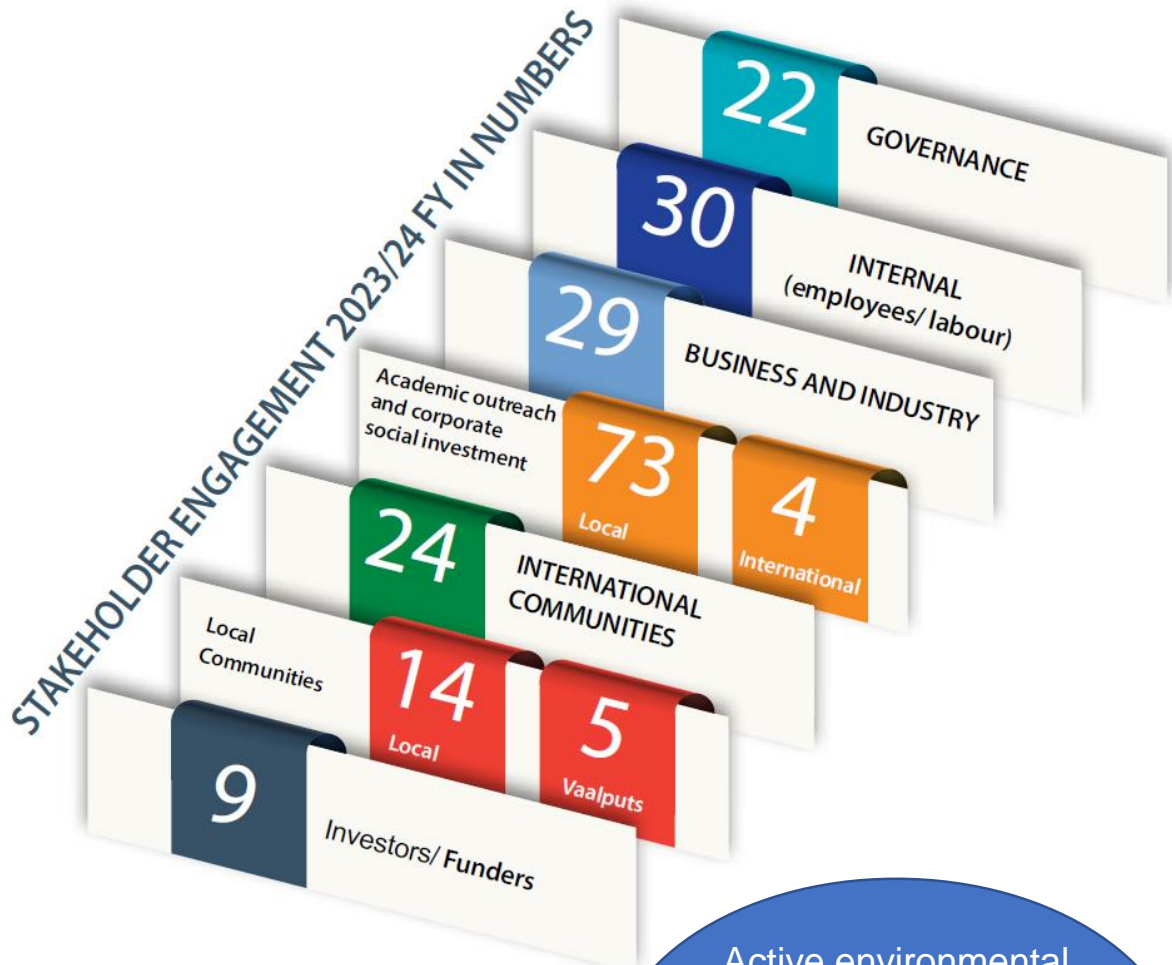 STAKEHOLDER ENGAGEMENT 2023/24 FY IN NUMBERS
22
GOVERNANCE
30
INTERNAL
(employees/ labour)
29
BUSINESS AND INDUSTRY
Academic outreach
and corporate
social investment
73
Local
4
International
24
INTERNATIONAL
COMMUNITIES
Local
Communities
14
Local
5
Vaalputs
9
Investors/ Funders
Active environmental